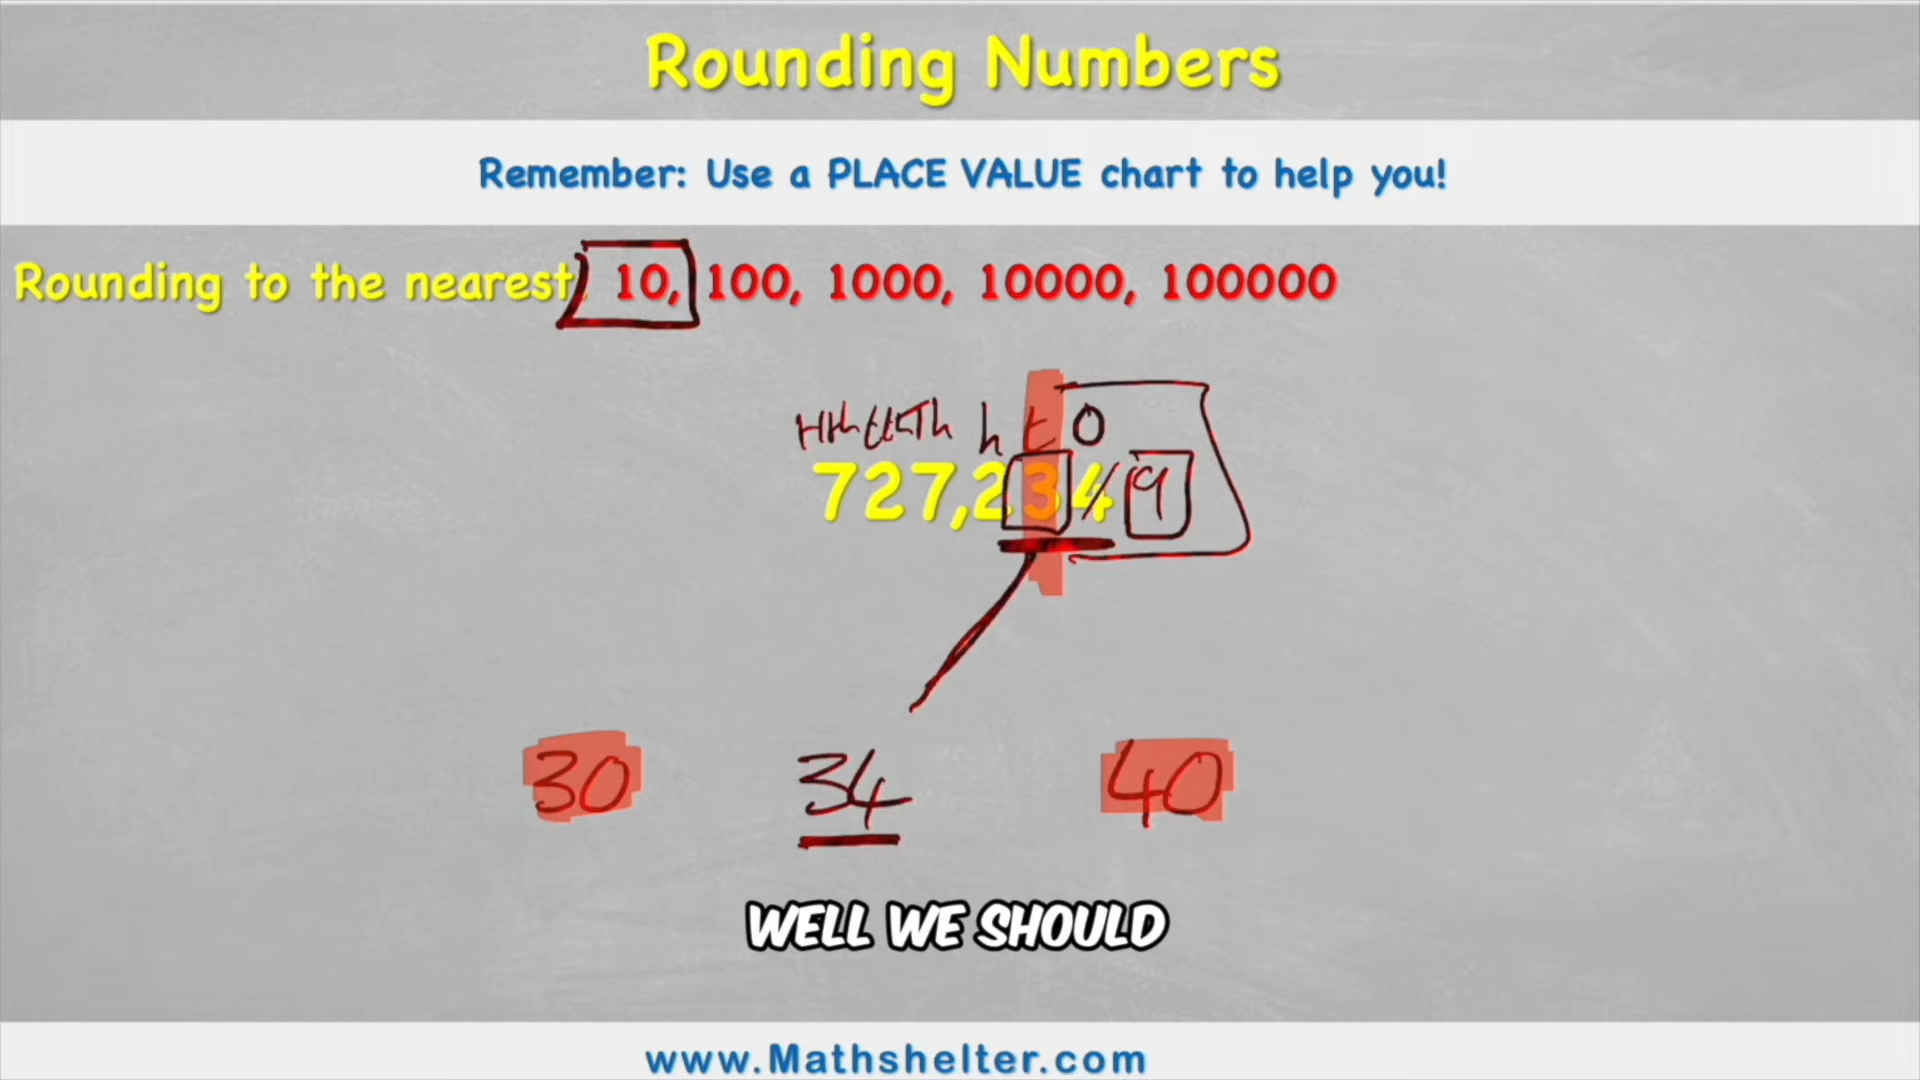 Rounding Numbers
Remember: Use a PLACE VALUE chart to help you!
Rounding to the nearest 10, 100, 1000, 10000, 100000
h t O
727,234 9
30 34 40
WELL WE SHOULD
www.Mathshelter.com